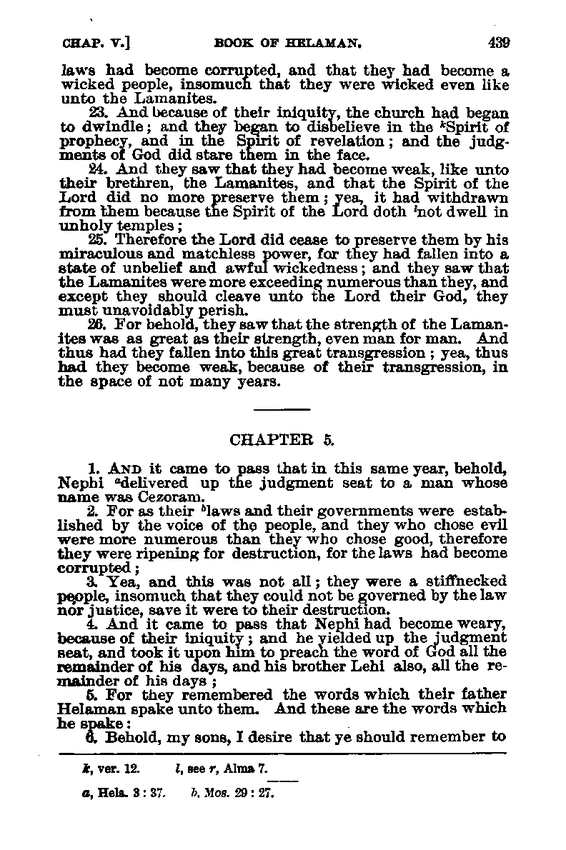 CHAP. V.] BOOK OF HELAMAN. 439
laws had become corrupted, and that they had become a
wicked people, insomuch that they were wicked even like
unto the Lamanites.
23. And because of their iniquity, the church had began
to dwindle; and they began to disbelieve in the ᵏSpirit of
prophecy, and in the Spirit of revelation; and the judg-
ments of God did stare them in the face.
24. And they saw that they had become weak, like unto
their brethren, the Lamanites, and that the Spirit of the
Lord did no more preserve them; yea, it had withdrawn
from them because the Spirit of the Lord doth ˡnot dwell in
unholy temples;
25. Therefore the Lord did cease to preserve them by his
miraculous and matchless power, for they had fallen into a
state of unbelief and awful wickedness; and they saw that
the Lamanites were more exceeding numerous than they, and
except they should cleave unto the Lord their God, they
must unavoidably perish.
26. For behold, they saw that the strength of the Laman-
ites was as great as their strength, even man for man. And
thus had they fallen into this great transgression; yea, thus
had they become weak, because of their transgression, in
the space of not many years.
CHAPTER 5.
1. AND it came to pass that in this same year, behold,
Nephi ᵃdelivered up the judgment seat to a man whose
name was Cezoram.
2. For as their ᵇlaws and their governments were estab-
lished by the voice of the people, and they who chose evil
were more numerous than they who chose good, therefore
they were ripening for destruction, for the laws had become
corrupted;
3. Yea, and this was not all; they were a stiffnecked
people, insomuch that they could not be governed by the law
nor justice, save it were to their destruction.
4. And it came to pass that Nephi had become weary,
because of their iniquity; and he yielded up the judgment
seat, and took it upon him to preach the word of God all the
remainder of his days, and his brother Lehi also, all the re-
mainder of his days;
5. For they remembered the words which their father
Helaman spake unto them. And these are the words which
he spake:
6. Behold, my sons, I desire that ye should remember to
k, ver. 12. l, see r, Alma 7.
a, Hela. 3:37. b, Mos. 29:27.